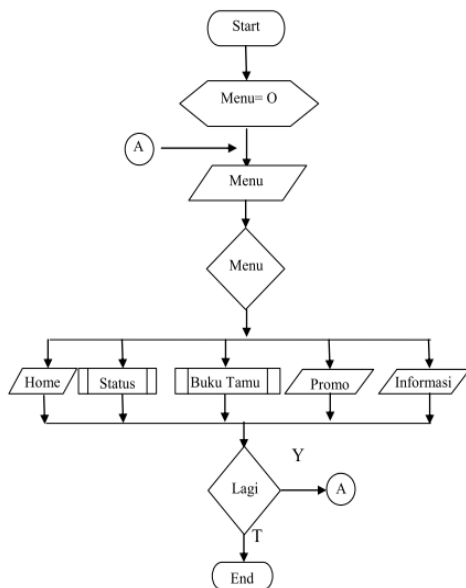 Start
Menu= O
A
Menu
Menu
Home
Status
Buku Tamu
Promo
Informasi
Y
Lagi
A
T
End